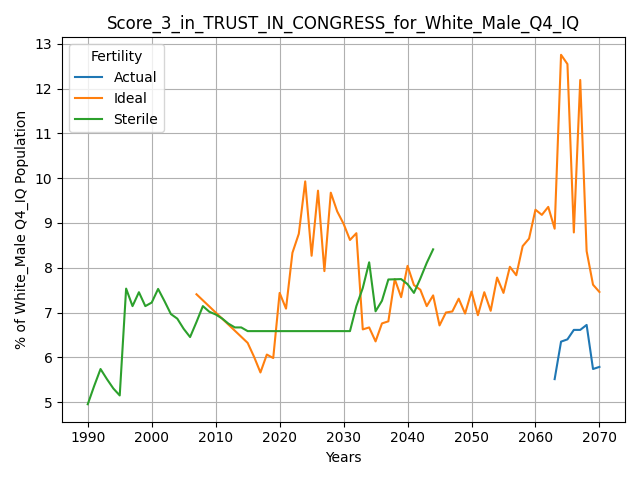 Score_3_in_TRUST_IN_CONGRESS_for_White_Male_Q4_IQ
% of White_Male Q4_IQ Population
13
12
11
10
9
8
7
6
5
Fertility
Actual
Ideal
Sterile
1990 2000 2010 2020 2030 2040 2050 2060 2070
Years